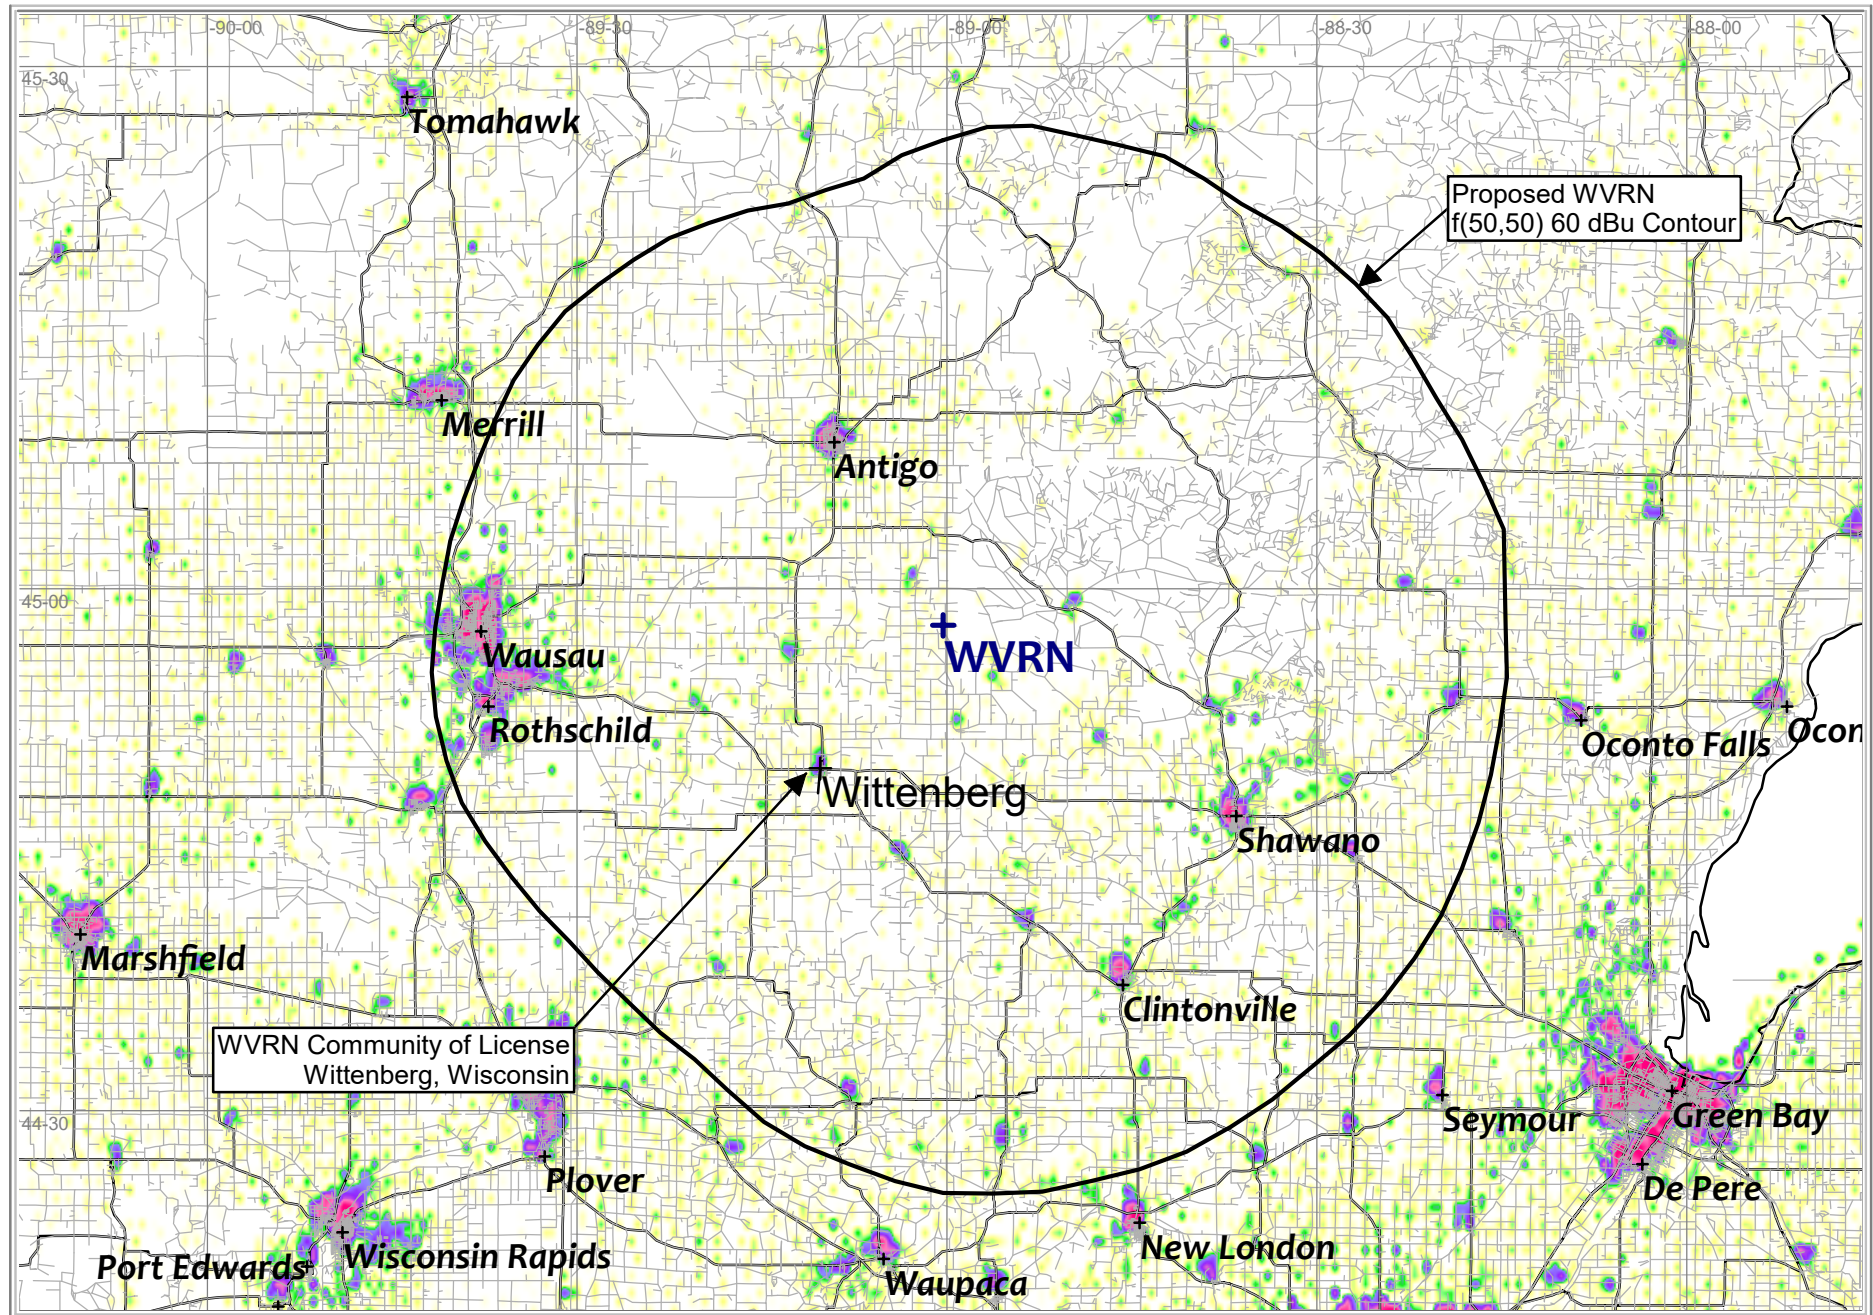 -90-00
-89-30
-89-00
-88-30
-88-00
45-30
Tomahawk
Proposed WVRN
f(50,50) 60 dBu Contour
Merrill
Antigo
45-00
Wausau
WVRN
Rothschild
Oconto Falls
Ocon
Wittenberg
Shawano
Marshfield
Clintonville
WVRN Community of License
Wittenberg, Wisconsin
44-30
Seymour
Green Bay
Plover
De Pere
Wisconsin Rapids
Port Edwards
New London
Waupaca